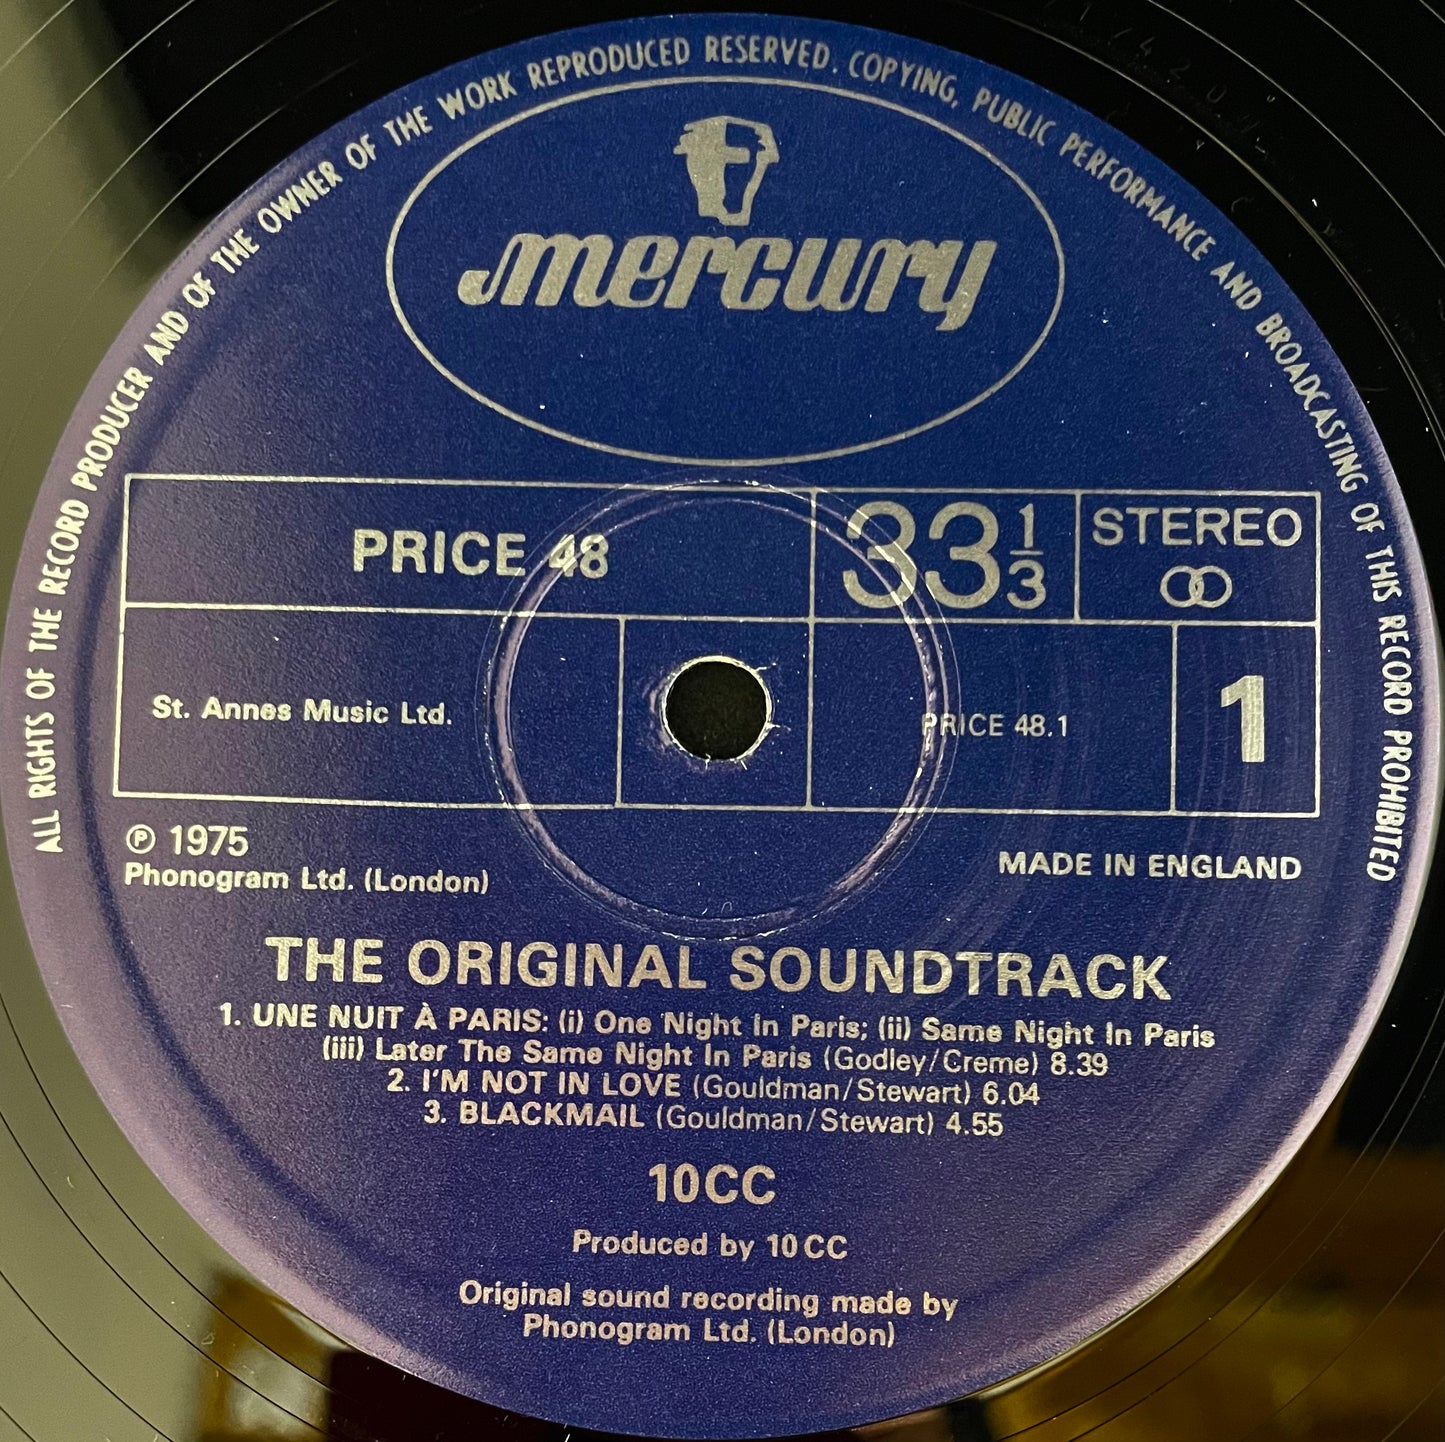 ALL RIGHTS OF THE RECORD PRODUCER AND OF THE OWNER OF THE WORK REPRODUCED RESERVED. COPYING, PUBLIC PERFORMANCE AND BROADCASTING OF THIS RECORD PROHIBITED
mercury
PRICE 48
33 1/3
STEREO
St. Annes Music Ltd.
PRICE 48.1
1
℗ 1975
Phonogram Ltd. (London)
MADE IN ENGLAND
THE ORIGINAL SOUNDTRACK
1. UNE NUIT À PARIS: (i) One Night In Paris; (ii) Same Night In Paris
(iii) Later The Same Night In Paris (Godley/Creme) 8.39
2. I'M NOT IN LOVE (Gouldman/Stewart) 6.04
3. BLACKMAIL (Gouldman/Stewart) 4.55
10CC
Produced by 10CC
Original sound recording made by
Phonogram Ltd. (London)